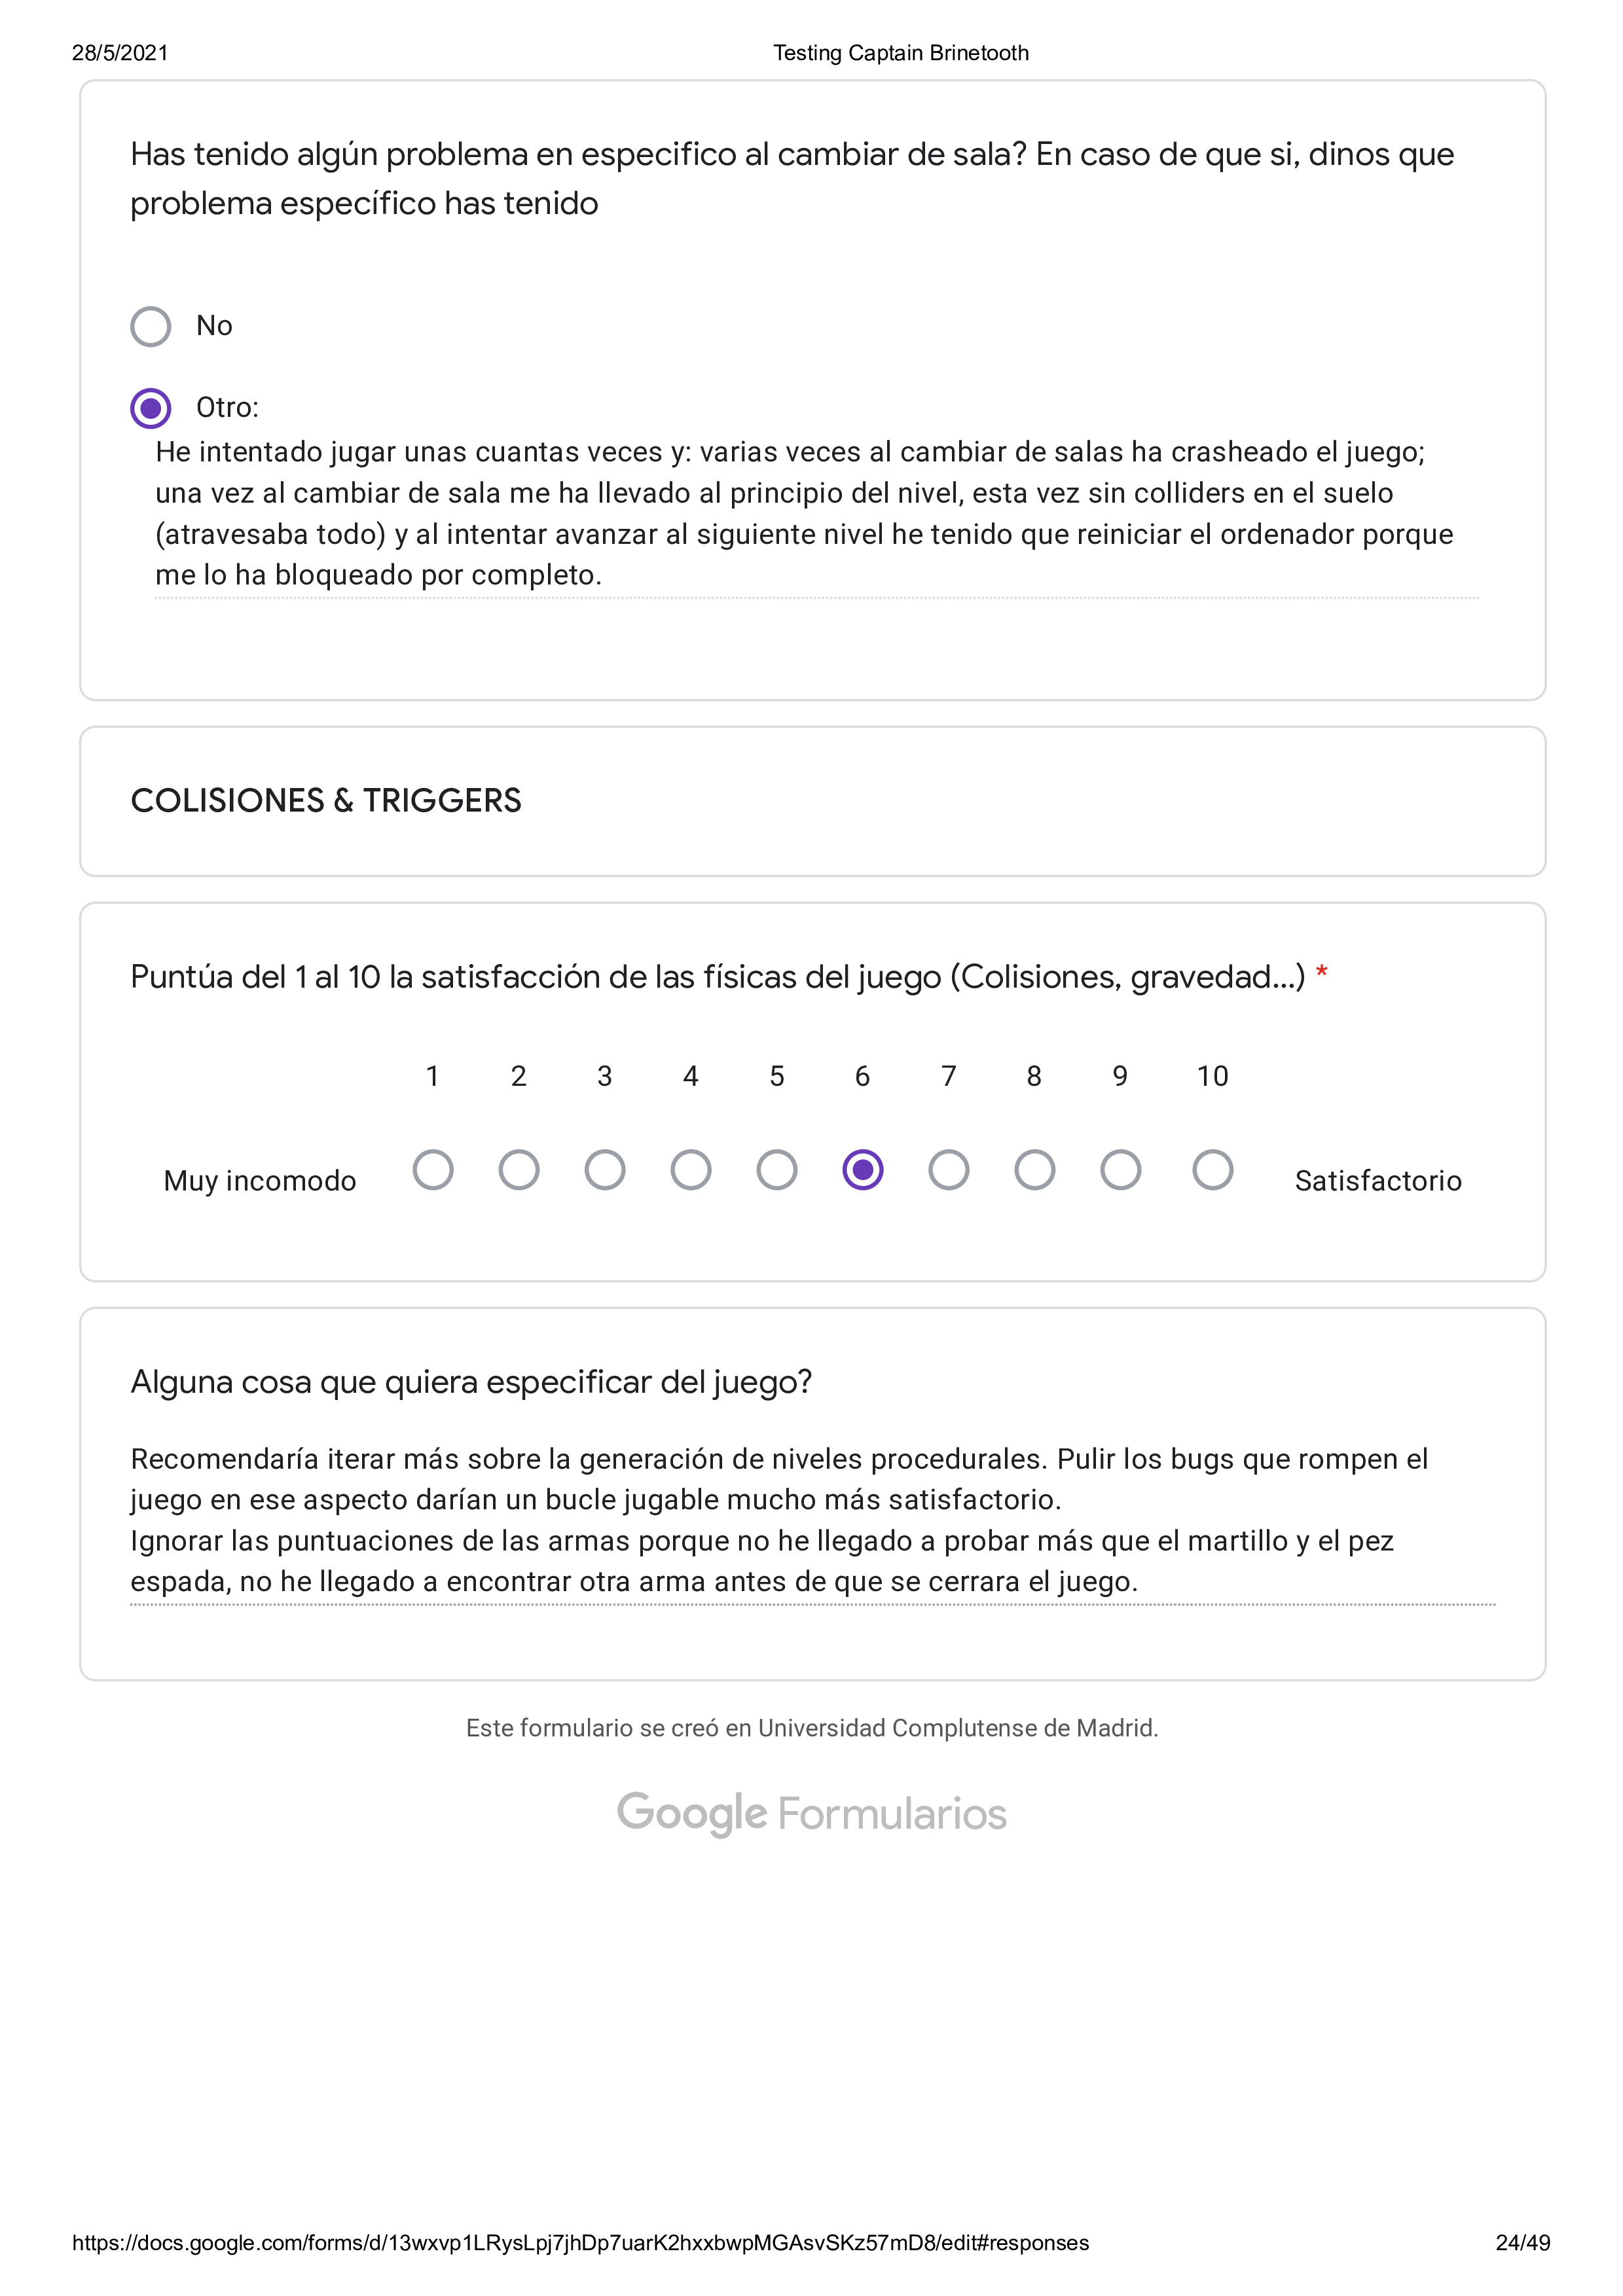 28/5/2021 Testing Captain Brinetooth
Has tenido algún problema en especifico al cambiar de sala? En caso de que si, dinos que
problema específico has tenido
No
Otro:
He intentado jugar unas cuantas veces y: varias veces al cambiar de salas ha crasheado el juego;
una vez al cambiar de sala me ha llevado al principio del nivel, esta vez sin colliders en el suelo
(atravesaba todo) y al intentar avanzar al siguiente nivel he tenido que reiniciar el ordenador porque
me lo ha bloqueado por completo.
COLISIONES & TRIGGERS
Puntúa del 1 al 10 la satisfacción de las físicas del juego (Colisiones, gravedad...) *
1 2 3 4 5 6 7 8 9 10
Muy incomodo Satisfactorio
Alguna cosa que quiera especificar del juego?
Recomendaría iterar más sobre la generación de niveles procedurales. Pulir los bugs que rompen el
juego en ese aspecto darían un bucle jugable mucho más satisfactorio.
Ignorar las puntuaciones de las armas porque no he llegado a probar más que el martillo y el pez
espada, no he llegado a encontrar otra arma antes de que se cerrara el juego.
Este formulario se creó en Universidad Complutense de Madrid.
Google Formularios
https://docs.google.com/forms/d/13wxvp1LRysLpj7jhDp7uarK2hxxbwpMGAsvSKz57mD8/edit#responses 24/49